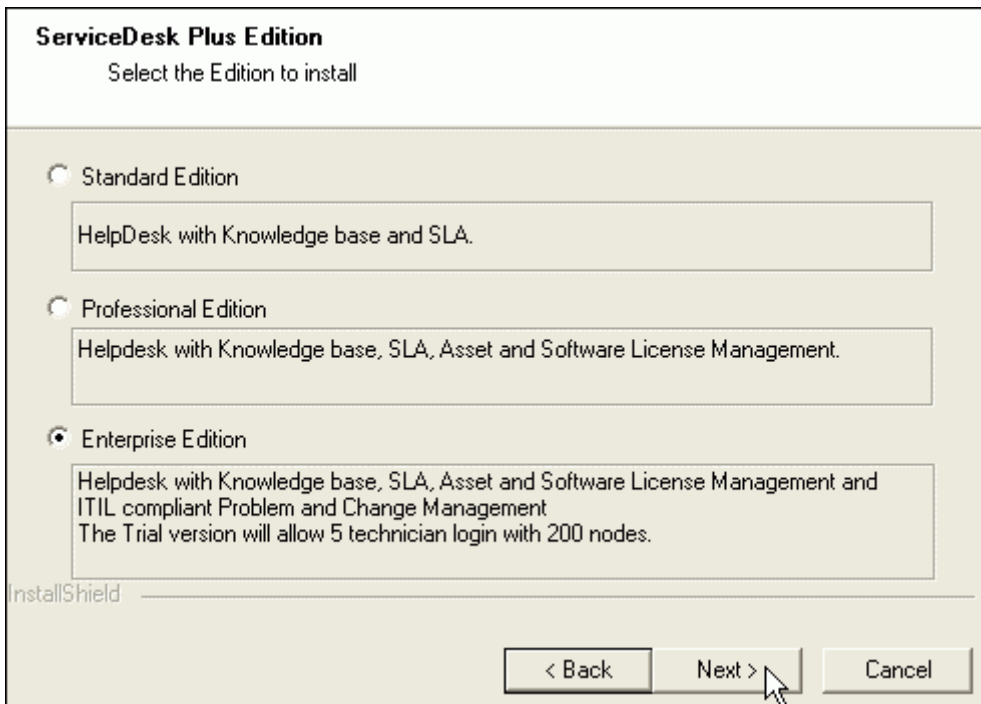 ServiceDesk Plus Edition
Select the Edition to install
Standard Edition
HelpDesk with Knowledge base and SLA.
Professional Edition
Helpdesk with Knowledge base, SLA, Asset and Software License Management.
Enterprise Edition
Helpdesk with Knowledge base, SLA, Asset and Software License Management and
ITIL compliant Problem and Change Management
The Trial version will allow 5 technician login with 200 nodes.
InstallShield
< Back Next > Cancel